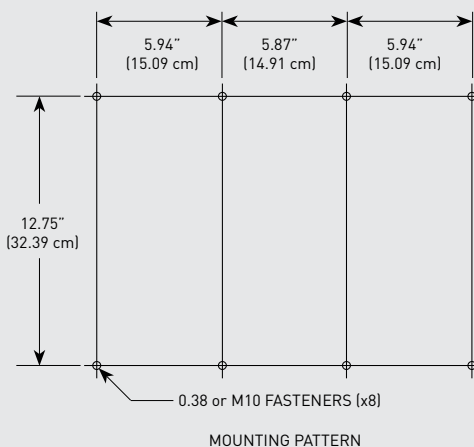 5.94″
(15.09 cm)
5.87″
(14.91 cm)
5.94″
(15.09 cm)
12.75″
(32.39 cm)
0.38 or M10 FASTENERS (x8)
MOUNTING PATTERN